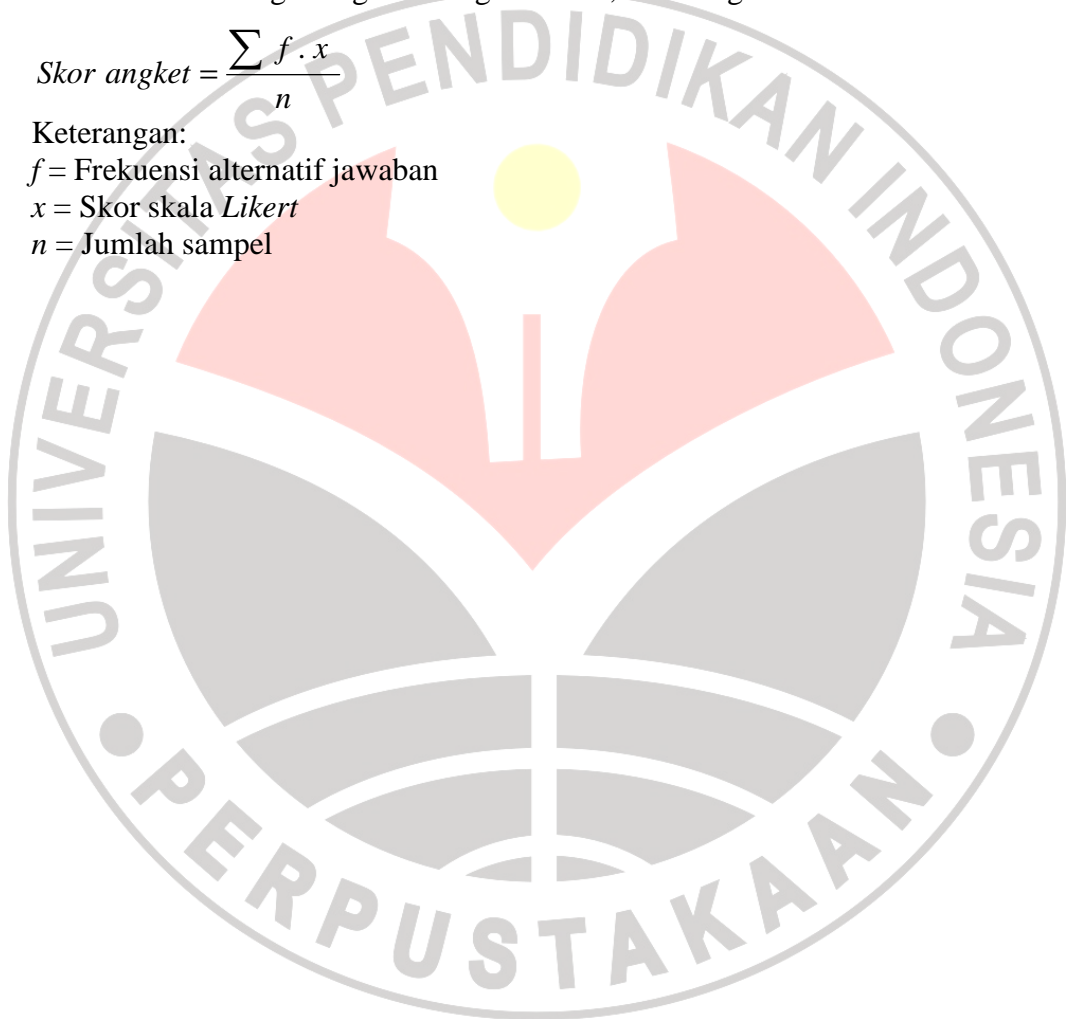 Skor angket = ∑ f . x / n
Keterangan:
f = Frekuensi alternatif jawaban
x = Skor skala Likert
n = Jumlah sampel
UNIVERSITAS PENDIDIKAN INDONESIA
PERPUSTAKAAN